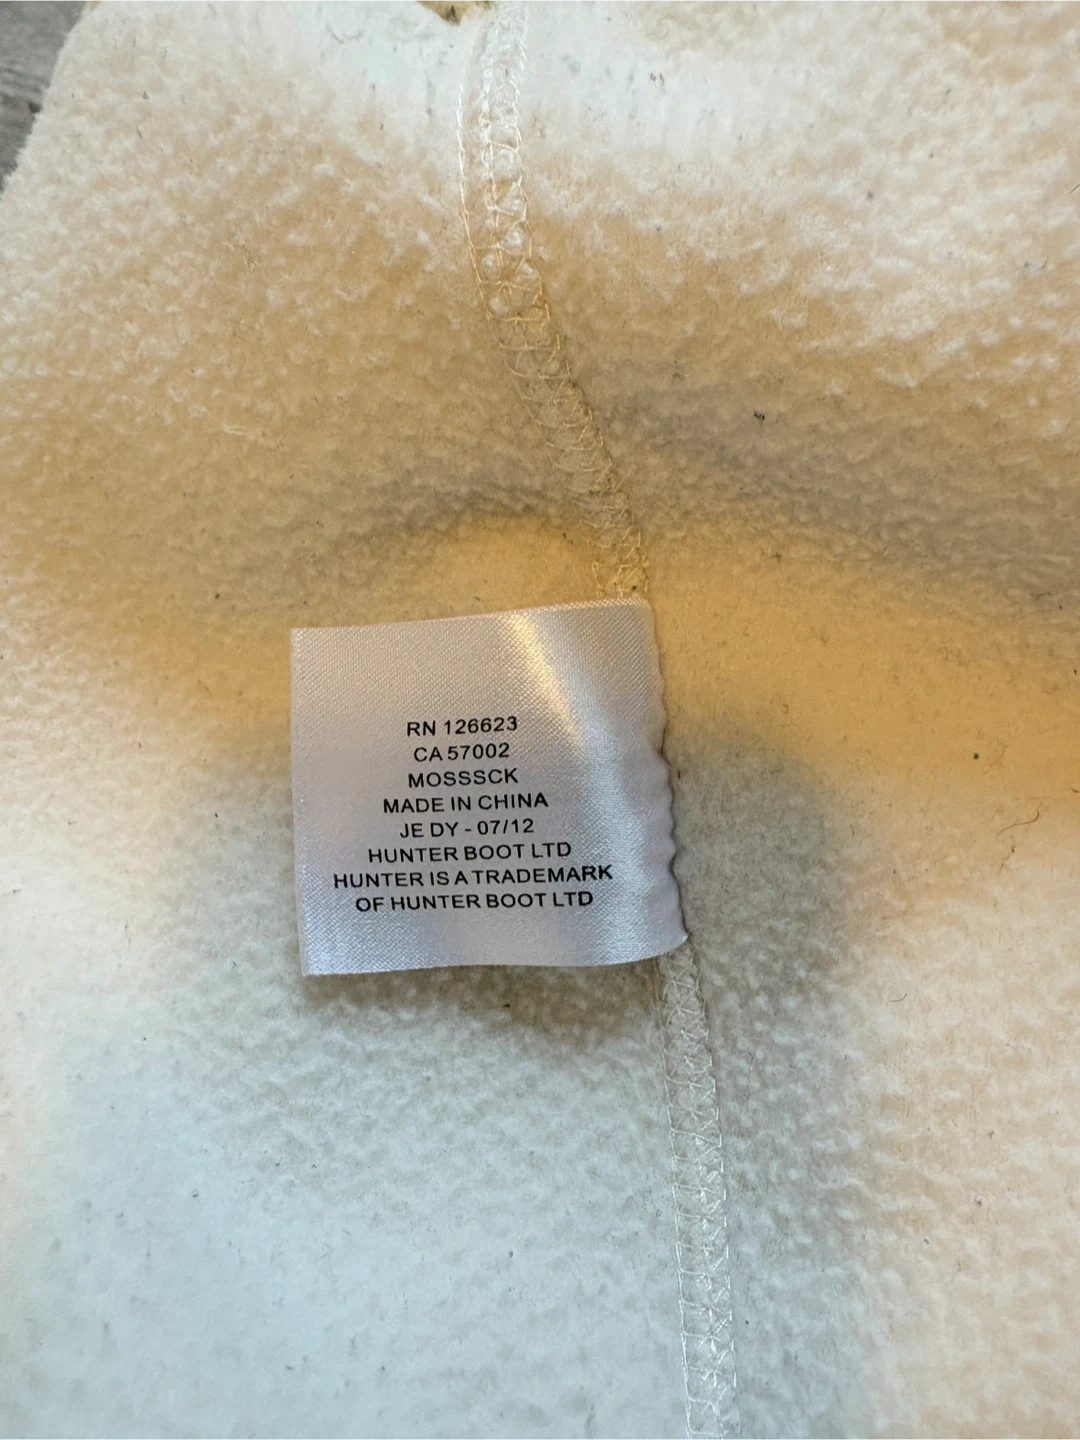 RN 126623
CA 57002
MOSSSCK
MADE IN CHINA
JE DY - 07/12
HUNTER BOOT LTD
HUNTER IS A TRADEMARK
OF HUNTER BOOT LTD